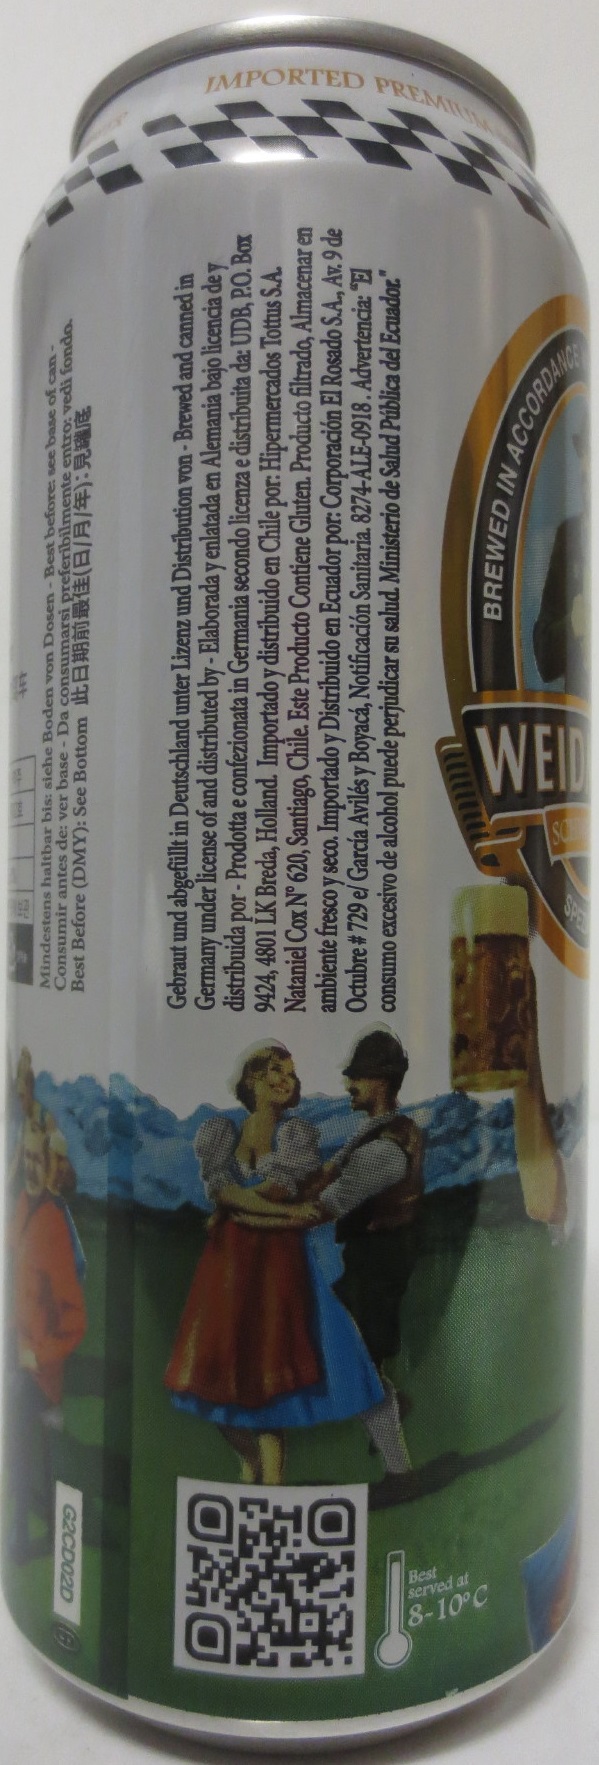 IMPORTED PREMIUM
Mindestens haltbar bis: siehe Boden von Dosen - Best before: see base of can -
Consumir antes de: ver base - Da consumarsi preferibilmente entro: vedi fondo.
Best Before (DMY): See Bottom 此日期前最佳(日/月/年): 見罐底
Gebraut und abgefüllt in Deutschland unter Lizenz und Distribution von - Brewed and canned in
Germany under license of and distributed by - Elaborada y enlatada en Alemania bajo licencia de y
distribuida por - Prodotta e confezionata in Germania secondo licenza e distribuita da: UDB, P.O. Box
9424, 4801 LK Breda, Holland. Importado y distribuido en Chile por: Hipermercados Tottus S.A.
Nataniel Cox N° 620, Santiago, Chile. Este Producto Contiene Gluten. Producto filtrado, Almacenar en
ambiente fresco y seco. Importado y Distribuido en Ecuador por: Corporación El Rosado S.A., Av. 9 de
Octubre # 729 e/ García Avilés y Boyacá, Notificación Sanitaria. 8274-ALE-0918. Advertencia: "El
consumo excesivo de alcohol puede perjudicar su salud. Ministerio de Salud Pública del Ecuador."
BREWED IN ACCORDANCE
WEID
SPE
G2CD02D
Best
served at
8-10°C